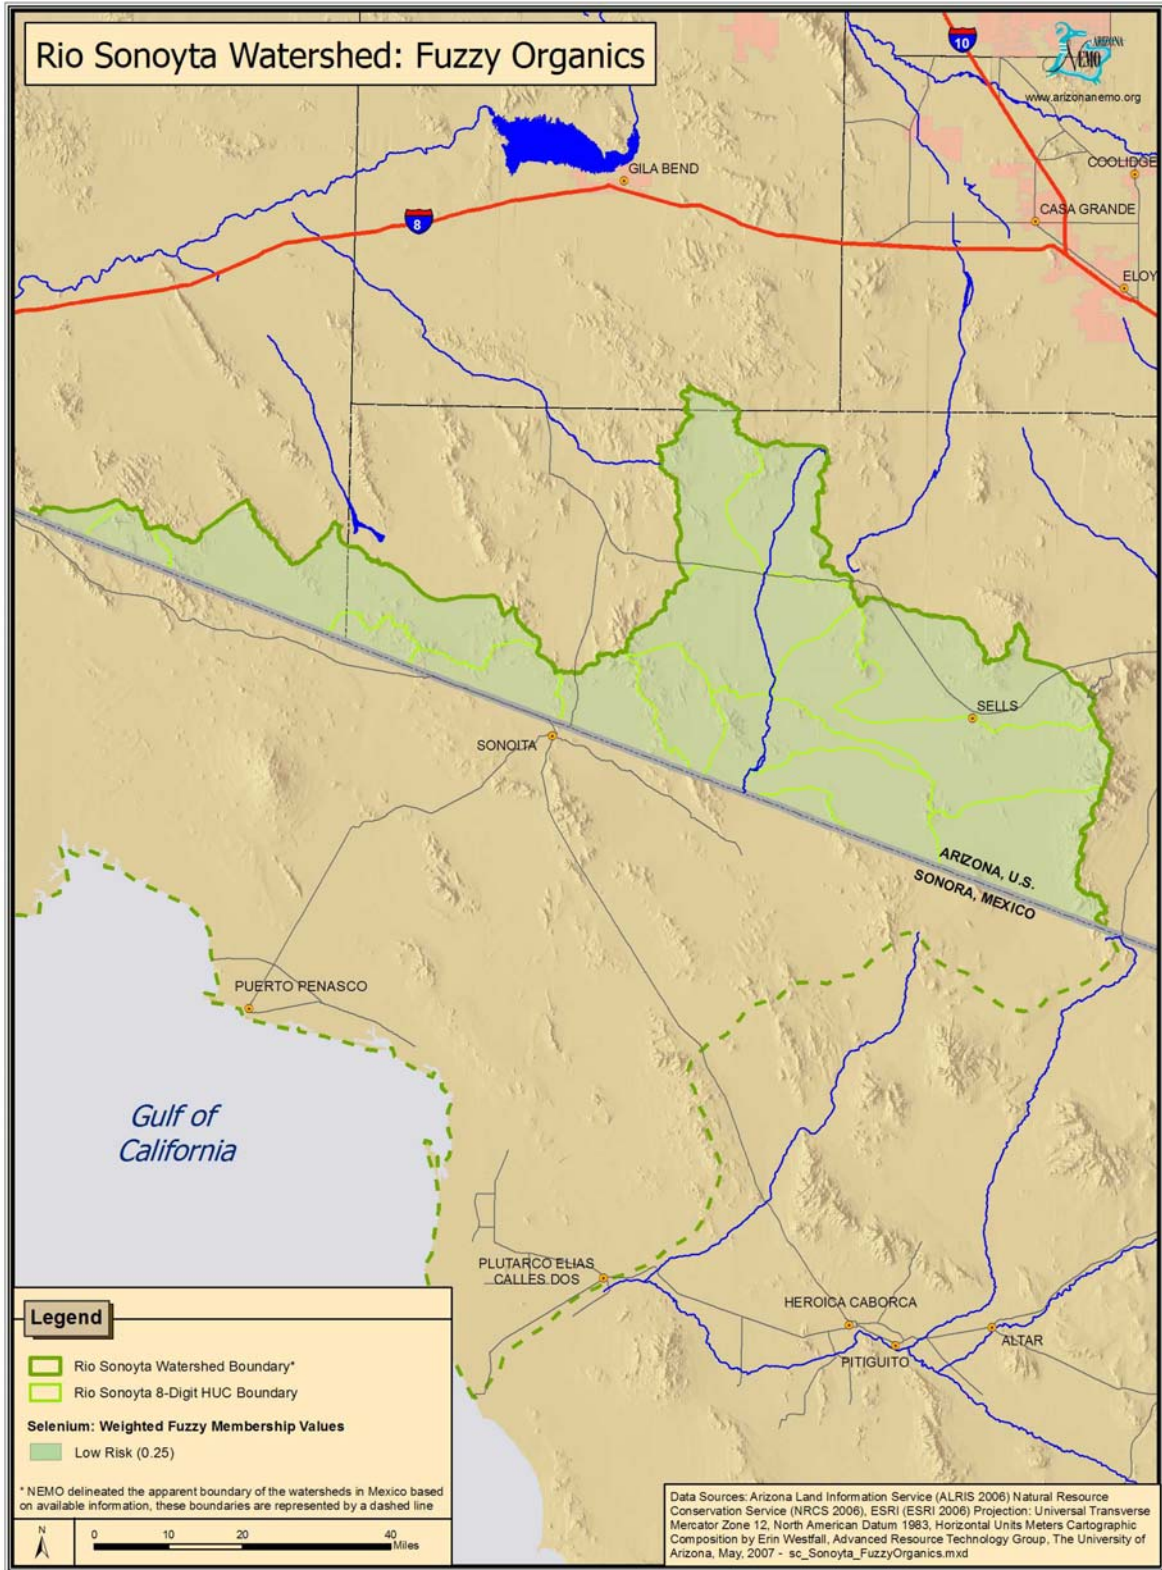 Rio Sonoyta Watershed: Fuzzy Organics
10
ARIZONA
NEMO
www.arizonanemo.org
COOLIDGE
GILA BEND
8
CASA GRANDE
ELOY
SELLS
SONOITA
ARIZONA, U.S.
SONORA, MEXICO
PUERTO PENASCO
Gulf of
California
PLUTARCO ELIAS
CALLES DOS
HEROICA CABORCA
ALTAR
PITIGUITO
Legend
Rio Sonoyta Watershed Boundary*
Rio Sonoyta 8-Digit HUC Boundary
Selenium: Weighted Fuzzy Membership Values
Low Risk (0.25)
* NEMO delineated the apparent boundary of the watersheds in Mexico based
on available information, these boundaries are represented by a dashed line
N
0 10 20 40
Miles
Data Sources: Arizona Land Information Service (ALRIS 2006) Natural Resource
Conservation Service (NRCS 2006), ESRI (ESRI 2006) Projection: Universal Transverse
Mercator Zone 12, North American Datum 1983, Horizontal Units Meters Cartographic
Composition by Erin Westfall, Advanced Resource Technology Group, The University of
Arizona, May, 2007 - sc_Sonoyta_FuzzyOrganics.mxd